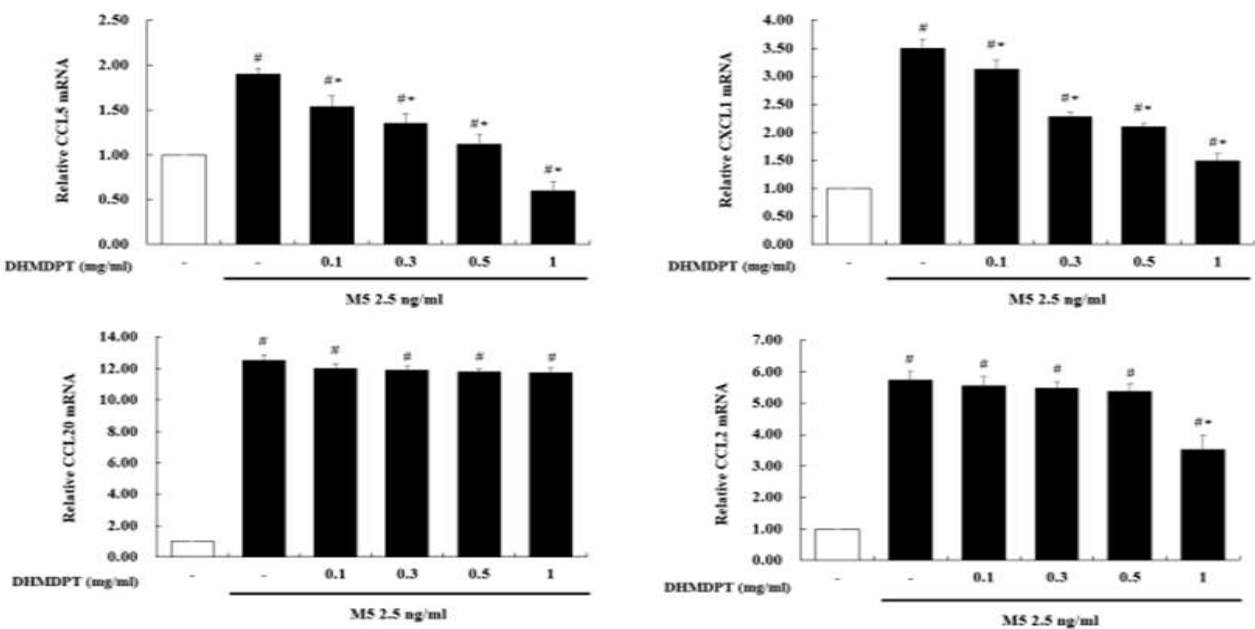 2.50
2.00
1.50
1.00
0.50
0.00
Relative CCL5 mRNA
# #* #* #* #*
DHMDPT (mg/ml) - - 0.1 0.3 0.5 1
M5 2.5 ng/ml
4.00
3.50
3.00
2.50
2.00
1.50
1.00
0.50
0.00
Relative CXCL1 mRNA
# #* #* #* #*
DHMDPT (mg/ml) - - 0.1 0.3 0.5 1
M5 2.5 ng/ml
14.00
12.00
10.00
8.00
6.00
4.00
2.00
0.00
Relative CCL20 mRNA
# # # # #
DHMDPT (mg/ml) - - 0.1 0.3 0.5 1
M5 2.5 ng/ml
7.00
6.00
5.00
4.00
3.00
2.00
1.00
0.00
Relative CCL2 mRNA
# # # # #*
DHMDPT (mg/ml) - - 0.1 0.3 0.5 1
M5 2.5 ng/ml